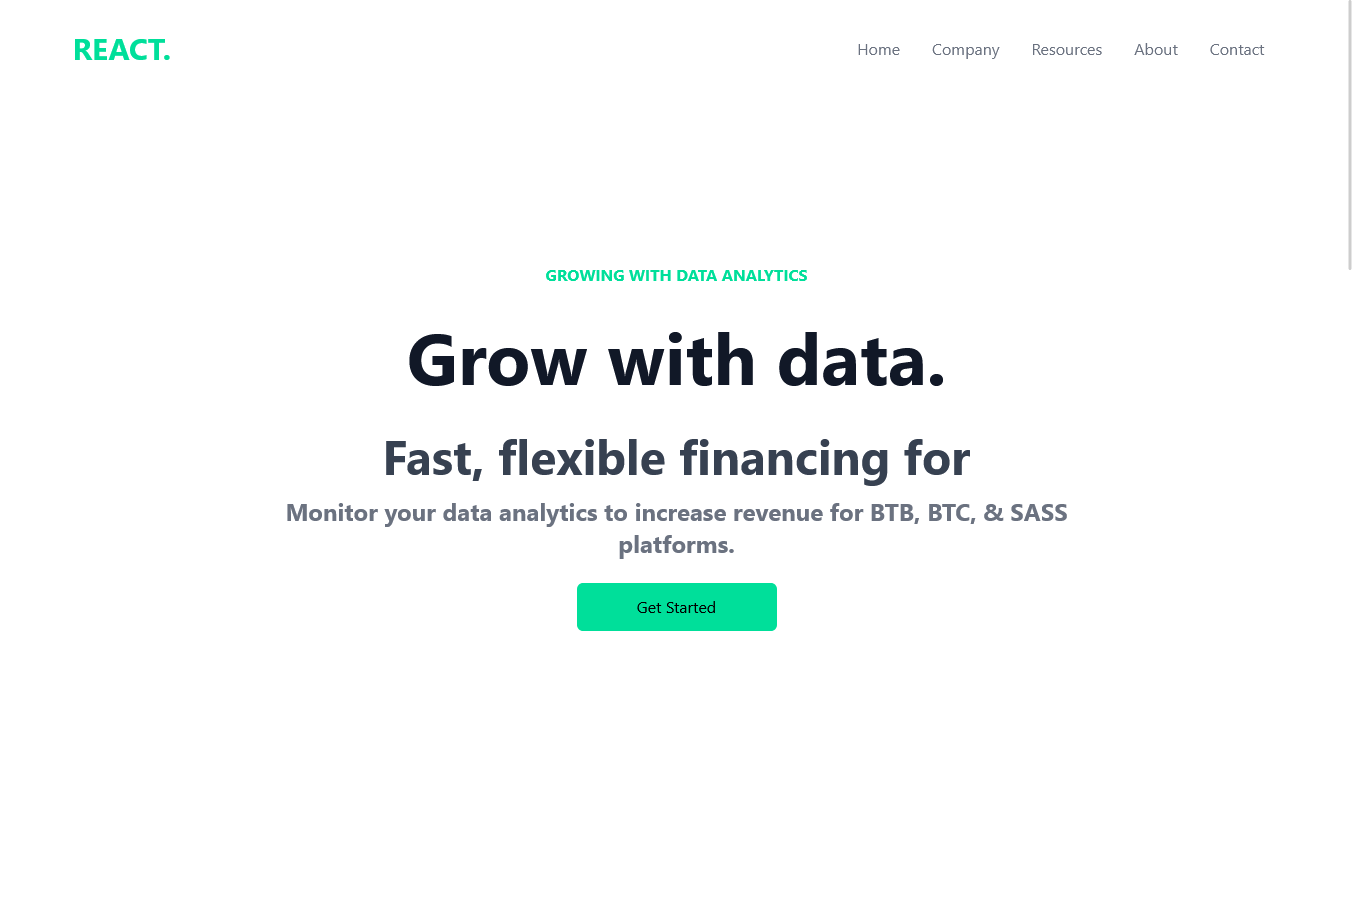 REACT.
Home
Company
Resources
About
Contact
GROWING WITH DATA ANALYTICS
Grow with data.
Fast, flexible financing for
Monitor your data analytics to increase revenue for BTB, BTC, & SASS
platforms.
Get Started